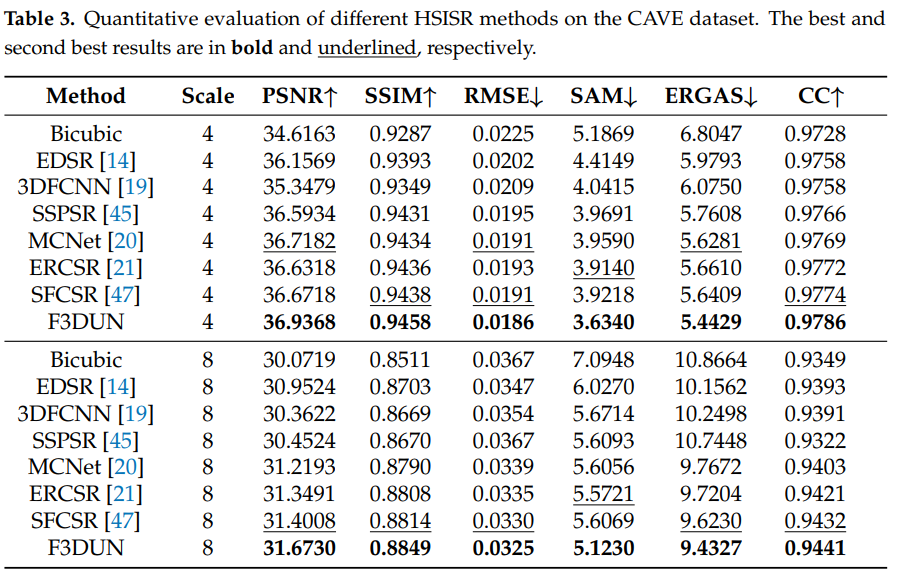 Table 3. Quantitative evaluation of different HSISR methods on the CAVE dataset. The best and
second best results are in bold and underlined, respectively.
Method Scale PSNR↑ SSIM↑ RMSE↓ SAM↓ ERGAS↓ CC↑
Bicubic 4 34.6163 0.9287 0.0225 5.1869 6.8047 0.9728
EDSR [14] 4 36.1569 0.9393 0.0202 4.4149 5.9793 0.9758
3DFCNN [19] 4 35.3479 0.9349 0.0209 4.0415 6.0750 0.9758
SSPSR [45] 4 36.5934 0.9431 0.0195 3.9691 5.7608 0.9766
MCNet [20] 4 36.7182 0.9434 0.0191 3.9590 5.6281 0.9769
ERCSR [21] 4 36.6318 0.9436 0.0193 3.9140 5.6610 0.9772
SFCSR [47] 4 36.6718 0.9438 0.0191 3.9218 5.6409 0.9774
F3DUN 4 36.9368 0.9458 0.0186 3.6340 5.4429 0.9786
Bicubic 8 30.0719 0.8511 0.0367 7.0948 10.8664 0.9349
EDSR [14] 8 30.9524 0.8703 0.0347 6.0270 10.1562 0.9393
3DFCNN [19] 8 30.3622 0.8669 0.0354 5.6714 10.2498 0.9391
SSPSR [45] 8 30.4524 0.8670 0.0367 5.6093 10.7448 0.9322
MCNet [20] 8 31.2193 0.8790 0.0339 5.6056 9.7672 0.9403
ERCSR [21] 8 31.3491 0.8808 0.0335 5.5721 9.7204 0.9421
SFCSR [47] 8 31.4008 0.8814 0.0330 5.6069 9.6230 0.9432
F3DUN 8 31.6730 0.8849 0.0325 5.1230 9.4327 0.9441